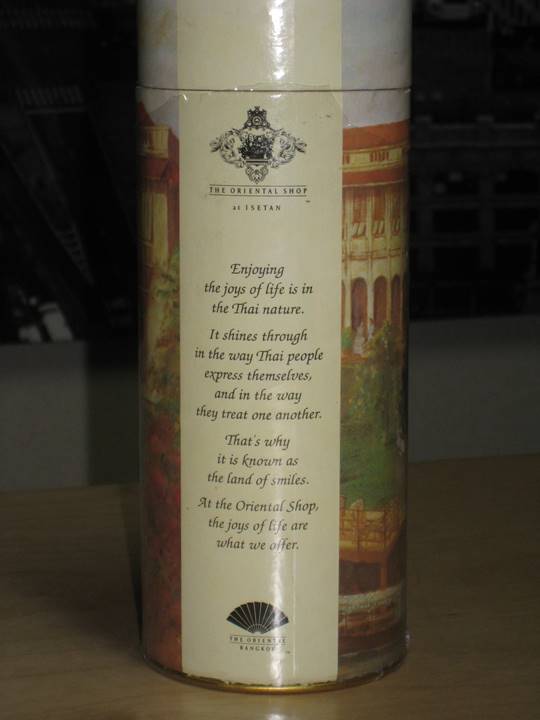 THE ORIENTAL SHOP™
at ISETAN
Enjoying
the joys of life is in
the Thai nature.
It shines through
in the way Thai people
express themselves,
and in the way
they treat one another.
That's why
it is known as
the land of smiles.
At the Oriental Shop,
the joys of life are
what we offer.
THE ORIENTAL
BANGKOK™